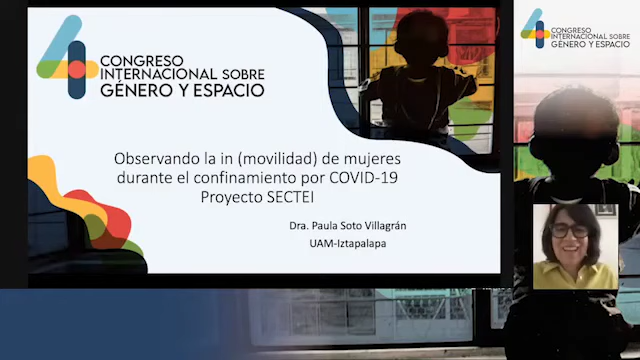 4
CONGRESO
INTERNACIONAL SOBRE
GÉNERO Y ESPACIO
Observando la in (movilidad) de mujeres
durante el confinamiento por COVID-19
Proyecto SECTEI
Dra. Paula Soto Villagrán
UAM-Iztapalapa
4
CONGRESO
INTERNACIONAL SOBRE
GÉNERO Y ESPACIO